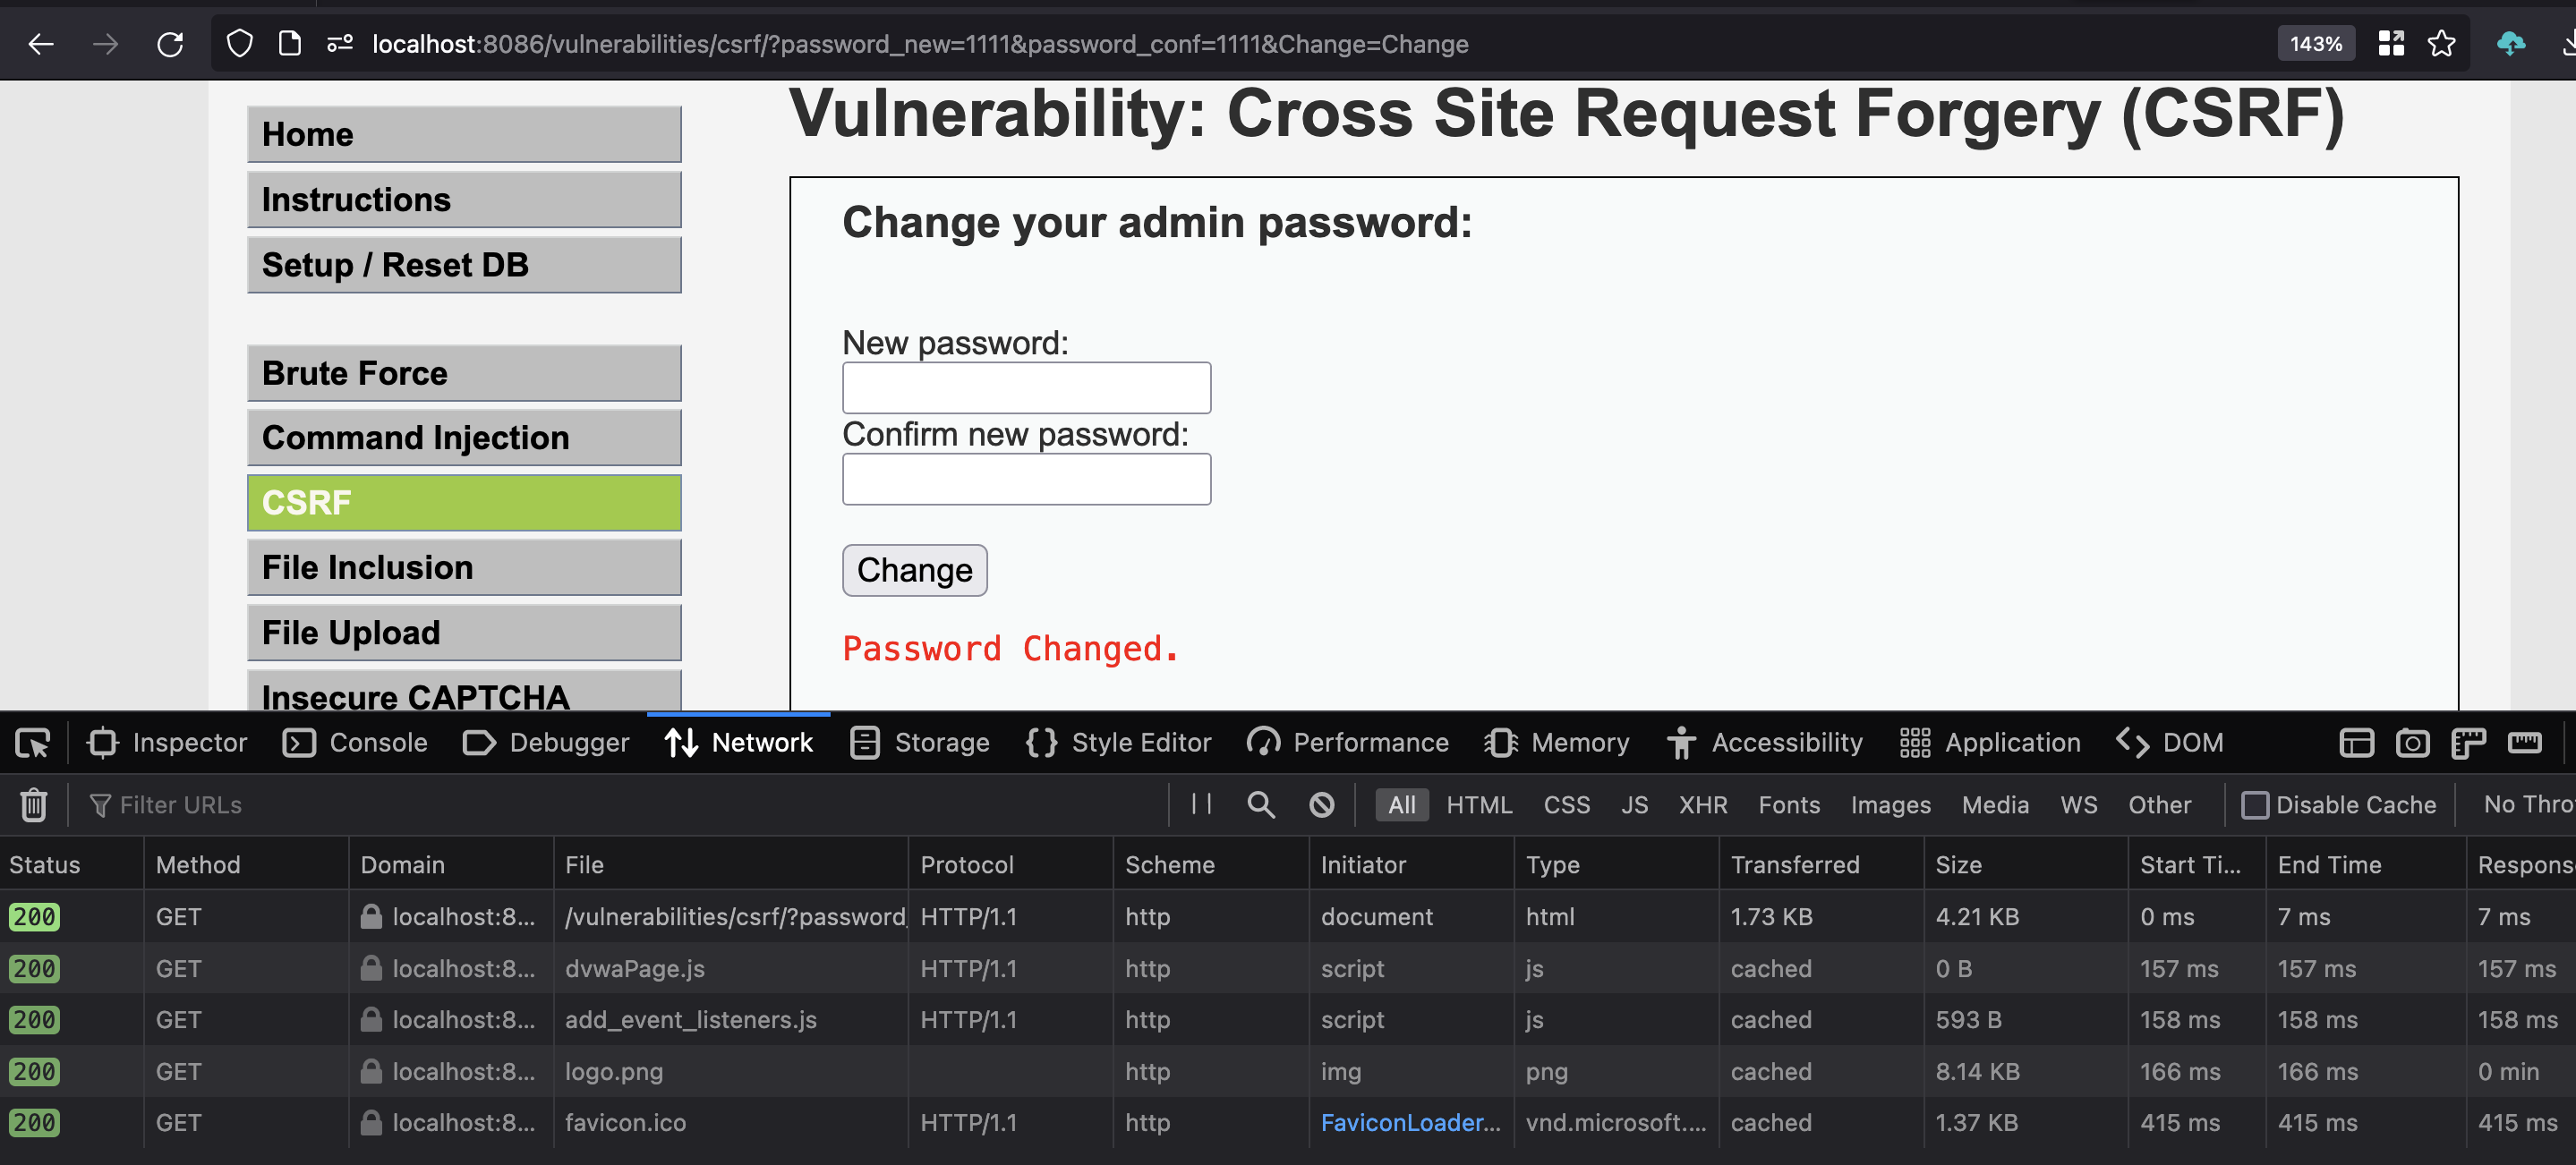 localhost:8086/vulnerabilities/csrf/?password_new=1111&password_conf=1111&Change=Change
143%
Vulnerability: Cross Site Request Forgery (CSRF)
Home
Instructions
Setup / Reset DB
Brute Force
Command Injection
CSRF
File Inclusion
File Upload
Insecure CAPTCHA
Change your admin password:
New password:
Confirm new password:
Change
Password Changed.
Inspector Console Debugger Network Storage Style Editor Performance Memory Accessibility Application DOM
Filter URLs All HTML CSS JS XHR Fonts Images Media WS Other Disable Cache No Thro
Status Method Domain File Protocol Scheme Initiator Type Transferred Size Start Ti... End Time Respons
200 GET localhost:8... /vulnerabilities/csrf/?password_ HTTP/1.1 http document html 1.73 KB 4.21 KB 0 ms 7 ms 7 ms
200 GET localhost:8... dvwaPage.js HTTP/1.1 http script js cached 0 B 157 ms 157 ms 157 ms
200 GET localhost:8... add_event_listeners.js HTTP/1.1 http script js cached 593 B 158 ms 158 ms 158 ms
200 GET localhost:8... logo.png http img png cached 8.14 KB 166 ms 166 ms 0 min
200 GET localhost:8... favicon.ico HTTP/1.1 http FaviconLoader... vnd.microsoft.... cached 1.37 KB 415 ms 415 ms 415 ms